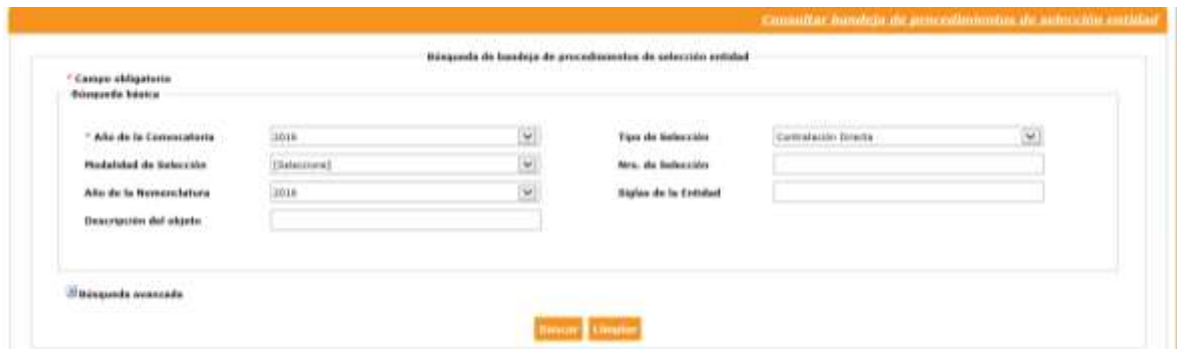 Consultar bandeja de procedimientos de selección entidad
Búsqueda de bandeja de procedimientos de selección entidad
* Campo obligatorio
Búsqueda básica
* Año de la Convocatoria 2016 Tipo de Selección Contratación Directa
Modalidad de Selección [Seleccione] Nro. de Selección
Año de la Nomenclatura 2016 Siglas de la Entidad
Descripción del objeto
Búsqueda avanzada
Buscar Limpiar